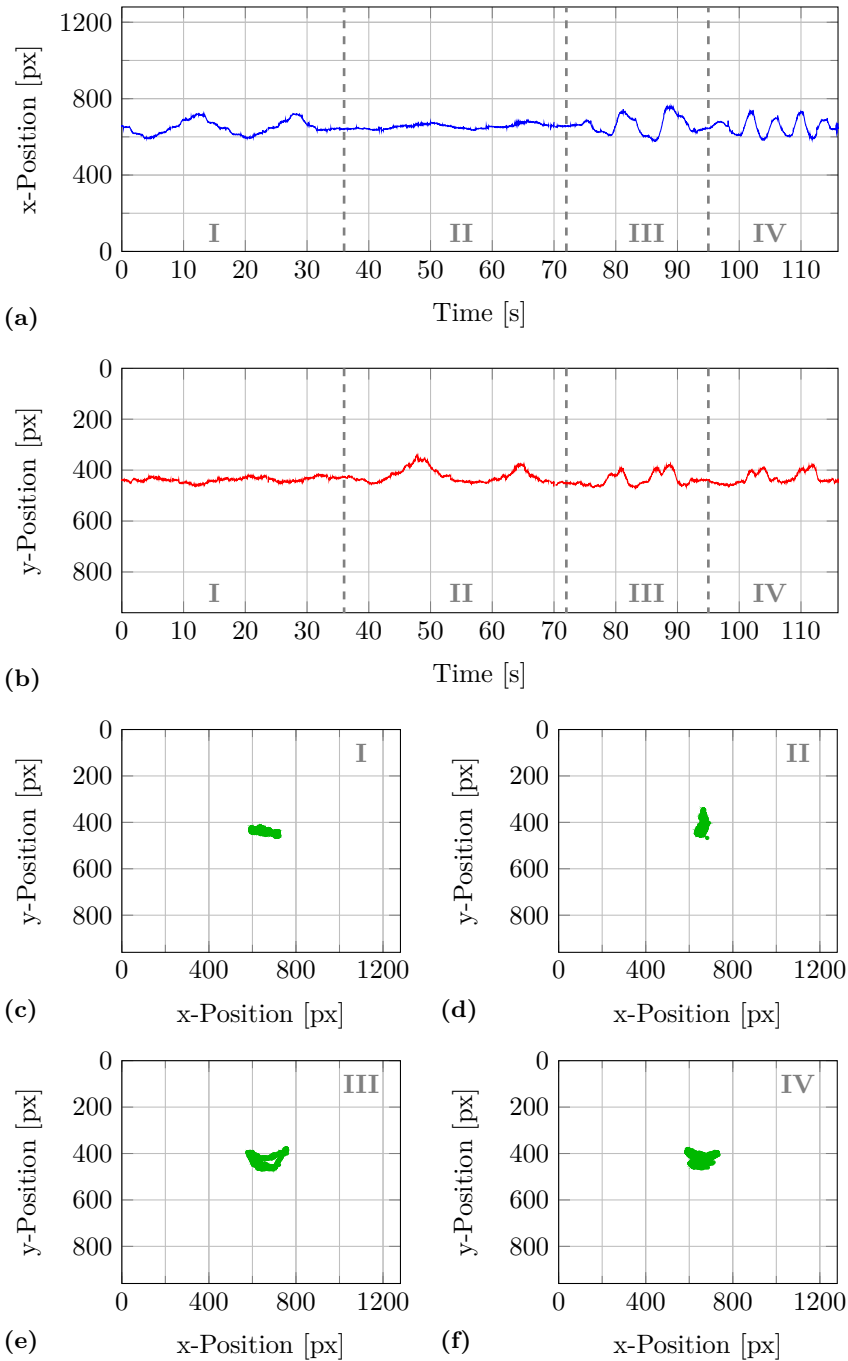 1200
800
400
0
x-Position [px]
I II III IV
0 10 20 30 40 50 60 70 80 90 100 110
Time [s]
(a)
0
200
400
600
800
y-Position [px]
I II III IV
0 10 20 30 40 50 60 70 80 90 100 110
Time [s]
(b)
0
200
400
600
800
y-Position [px]
I
0 400 800 1200
x-Position [px]
(c)
0
200
400
600
800
y-Position [px]
II
0 400 800 1200
x-Position [px]
(d)
0
200
400
600
800
y-Position [px]
III
0 400 800 1200
x-Position [px]
(e)
0
200
400
600
800
y-Position [px]
IV
0 400 800 1200
x-Position [px]
(f)